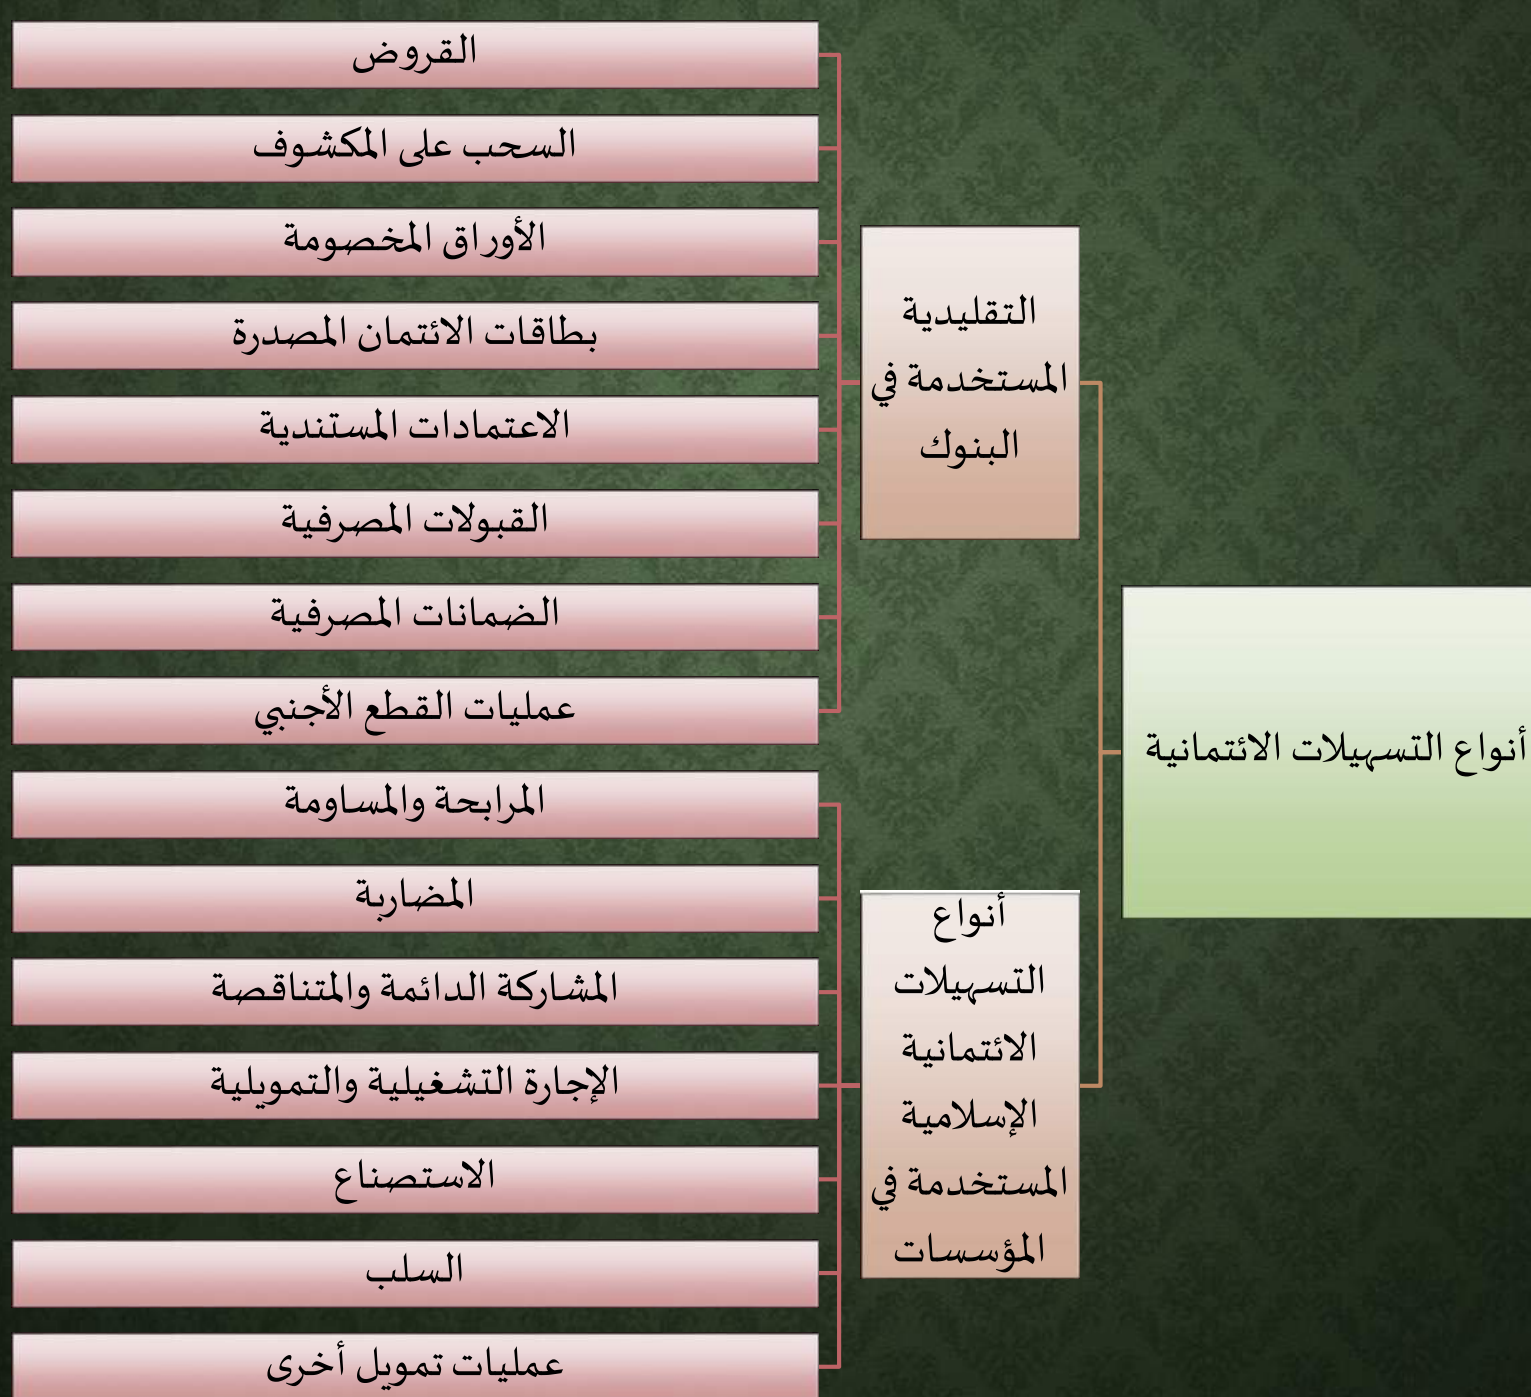 أنواع التسهيلات الائتمانية
التقليدية
المستخدمة في
البنوك
القروض
السحب على المكشوف
الأوراق المخصومة
بطاقات الائتمان المصدرة
الاعتمادات المستندية
القبولات المصرفية
الضمانات المصرفية
عمليات القطع الأجنبي
أنواع
التسهيلات
الائتمانية
الإسلامية
المستخدمة في
المؤسسات
المرابحة والمساومة
المضاربة
المشاركة الدائمة والمتناقصة
الإجارة التشغيلية والتمويلية
الاستصناع
السلب
عمليات تمويل أخرى